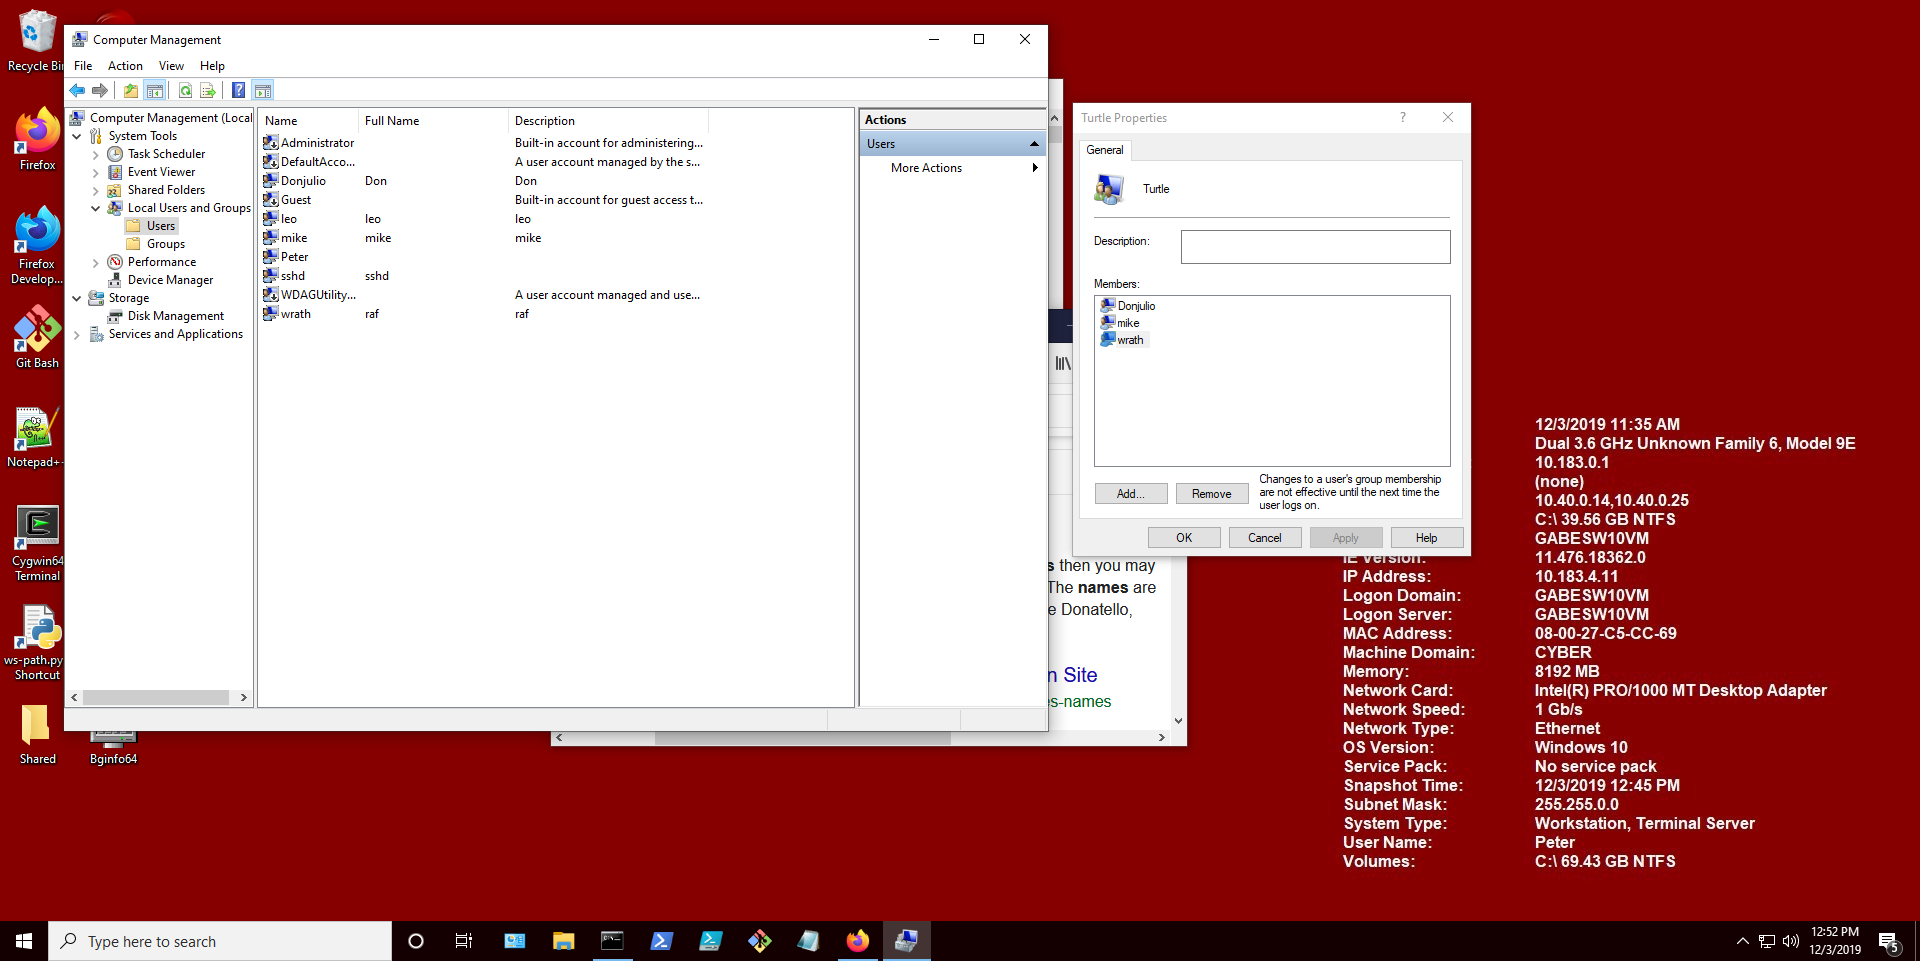 Recycle Bi
Firefox
Firefox
Develop...
Git Bash
Notepad+
Cygwin64
Terminal
ws-path.py
Shortcut
Shared
Bginfo64
Computer Management
File Action View Help
Computer Management (Local
System Tools
Task Scheduler
Event Viewer
Shared Folders
Local Users and Groups
Users
Groups
Performance
Device Manager
Storage
Disk Management
Services and Applications
Name Full Name Description
Administrator Built-in account for administering...
DefaultAcco... A user account managed by the s...
Donjulio Don Don
Guest Built-in account for guest access t...
leo leo leo
mike mike mike
Peter
sshd sshd
WDAGUtility... A user account managed and use...
wrath raf raf
Actions
Users
More Actions
Turtle Properties
?
General
Turtle
Description:
Members:
Donjulio
mike
wrath
Add... Remove
Changes to a user's group membership
are not effective until the next time the
user logs on.
OK Cancel Apply Help
s then you may
The names are
e Donatello,
n Site
s-names
12/3/2019 11:35 AM
Dual 3.6 GHz Unknown Family 6, Model 9E
10.183.0.1
(none)
10.40.0.14,10.40.0.25
C:\ 39.56 GB NTFS
GABESW10VM
IE Version: 11.476.18362.0
IP Address: 10.183.4.11
Logon Domain: GABESW10VM
Logon Server: GABESW10VM
MAC Address: 08-00-27-C5-CC-69
Machine Domain: CYBER
Memory: 8192 MB
Network Card: Intel(R) PRO/1000 MT Desktop Adapter
Network Speed: 1 Gb/s
Network Type: Ethernet
OS Version: Windows 10
Service Pack: No service pack
Snapshot Time: 12/3/2019 12:45 PM
Subnet Mask: 255.255.0.0
System Type: Workstation, Terminal Server
User Name: Peter
Volumes: C:\ 69.43 GB NTFS
Type here to search
12:52 PM
12/3/2019
5